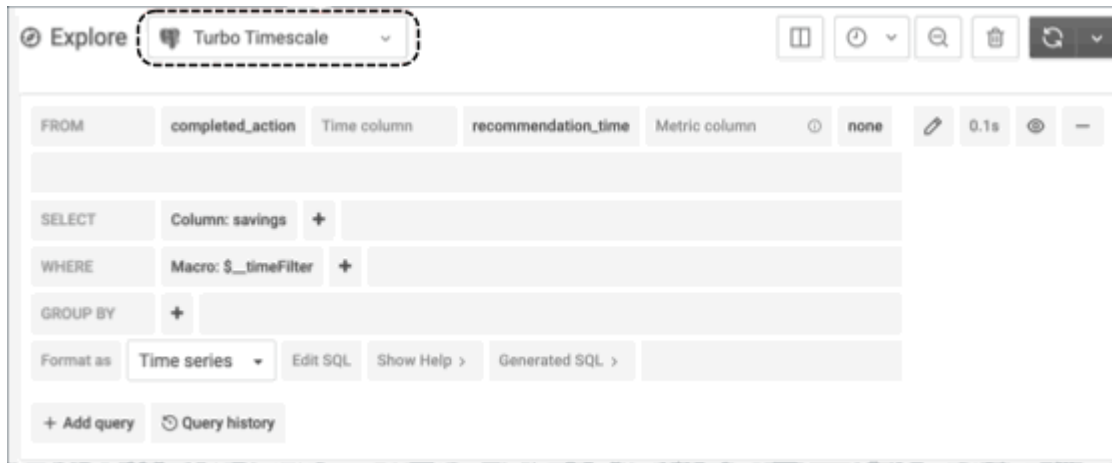 Explore Turbo Timescale
FROM completed_action Time column recommendation_time Metric column none 0.1s
SELECT Column: savings +
WHERE Macro: $__timeFilter +
GROUP BY +
Format as Time series Edit SQL Show Help > Generated SQL >
+ Add query Query history